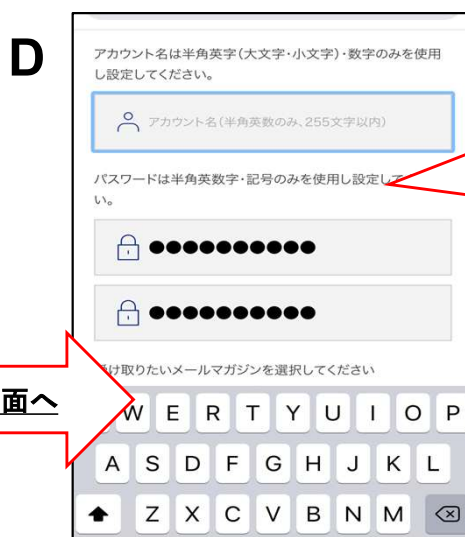 D
アカウント名は半角英字(大文字・小文字)・数字のみを使用
し設定してください。
アカウント名(半角英数のみ、255文字以内)
パスワードは半角英数字・記号のみを使用し設定して
い。
●●●●●●●●●●
●●●●●●●●●●
け取りたいメールマガジンを選択してください
面へ
W E R T Y U I O P
A S D F G H J K L
Z X C V B N M